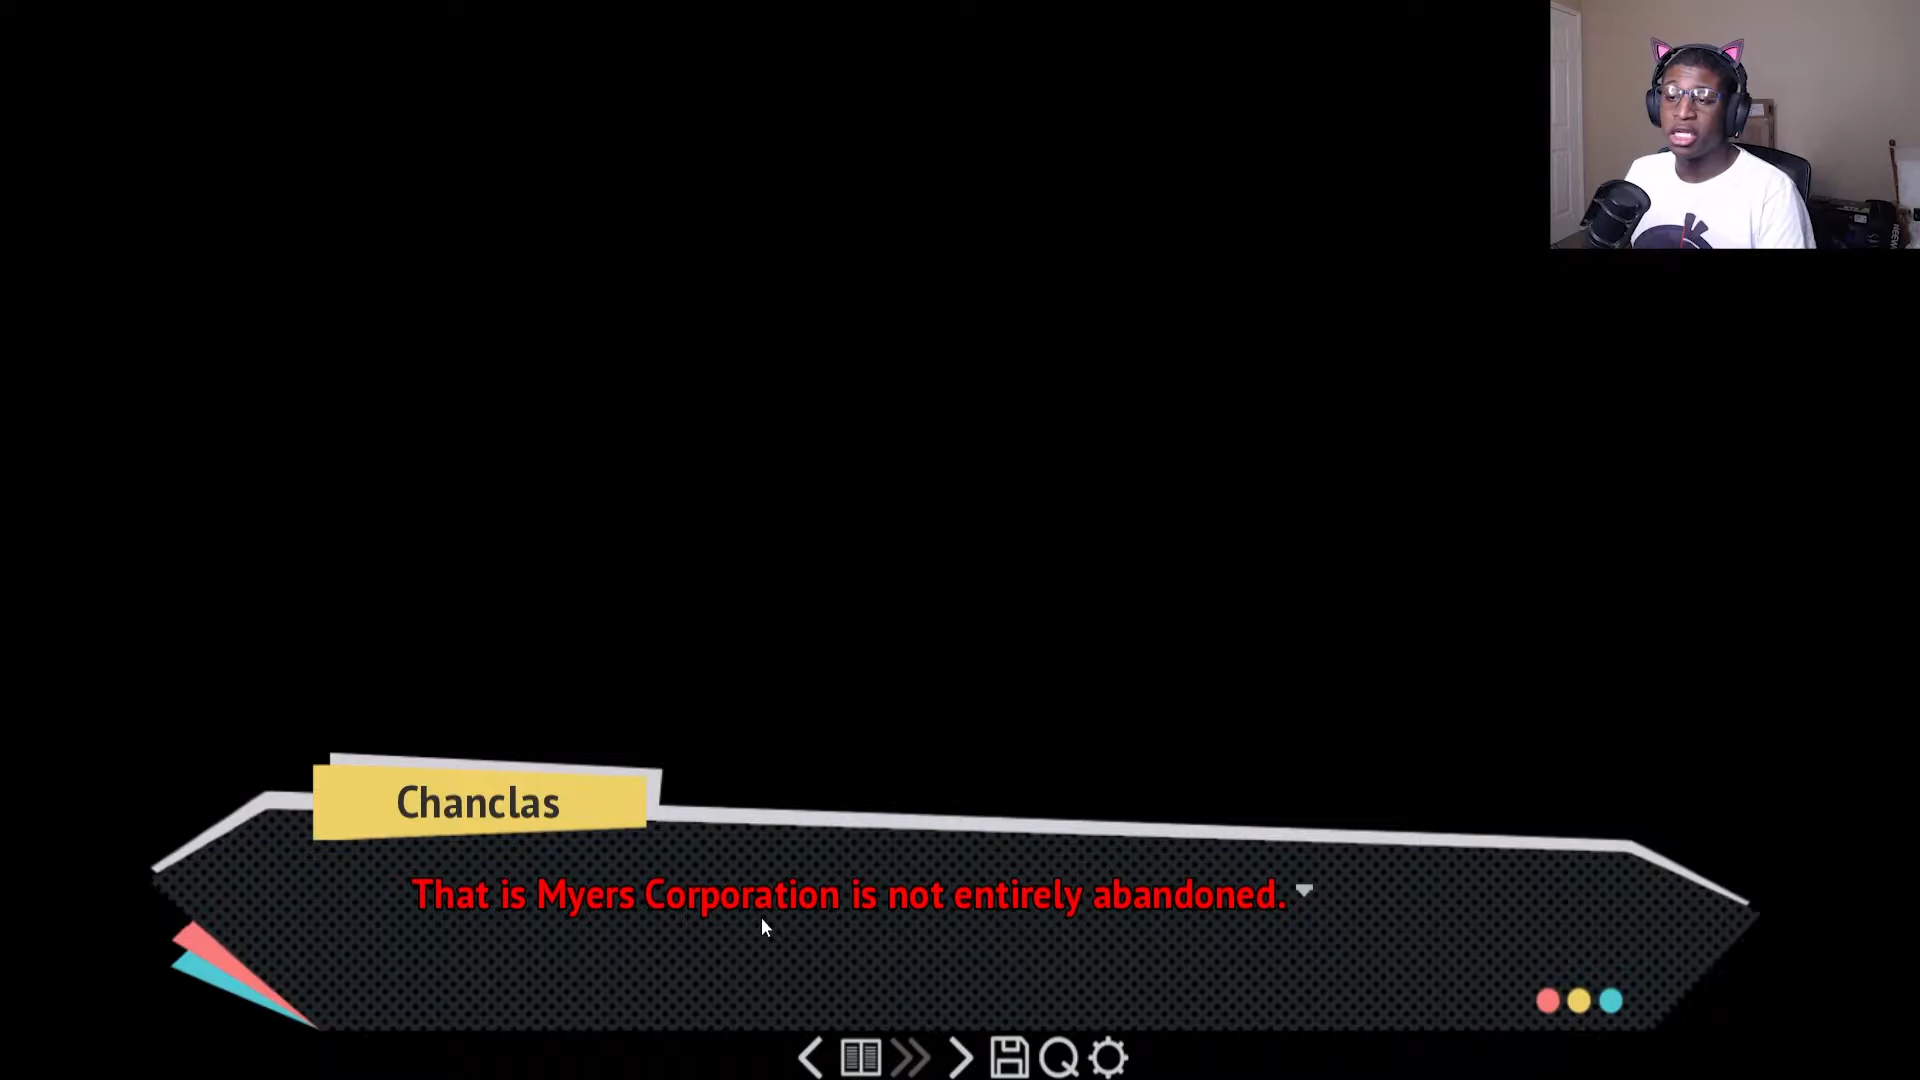 Chanclas
That is Myers Corporation is not entirely abandoned.